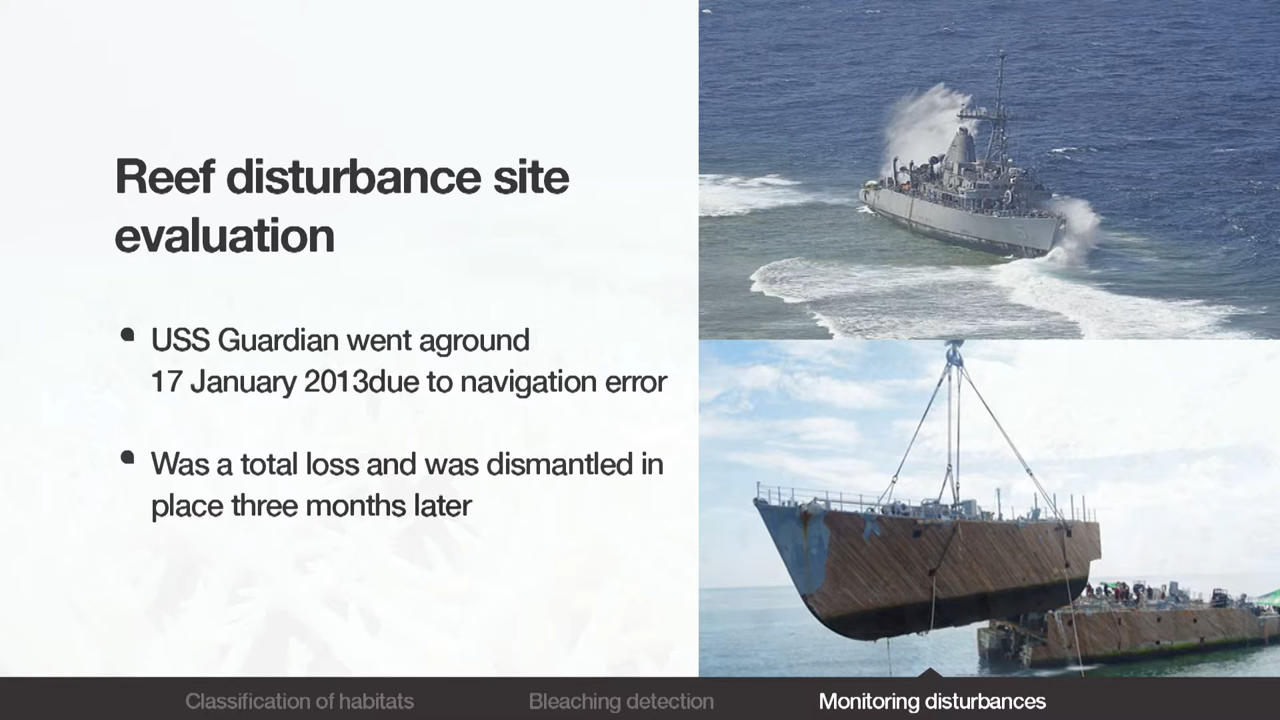 Reef disturbance site
evaluation
• USS Guardian went aground
17 January 2013due to navigation error
• Was a total loss and was dismantled in
place three months later
Classification of habitats
Bleaching detection
Monitoring disturbances